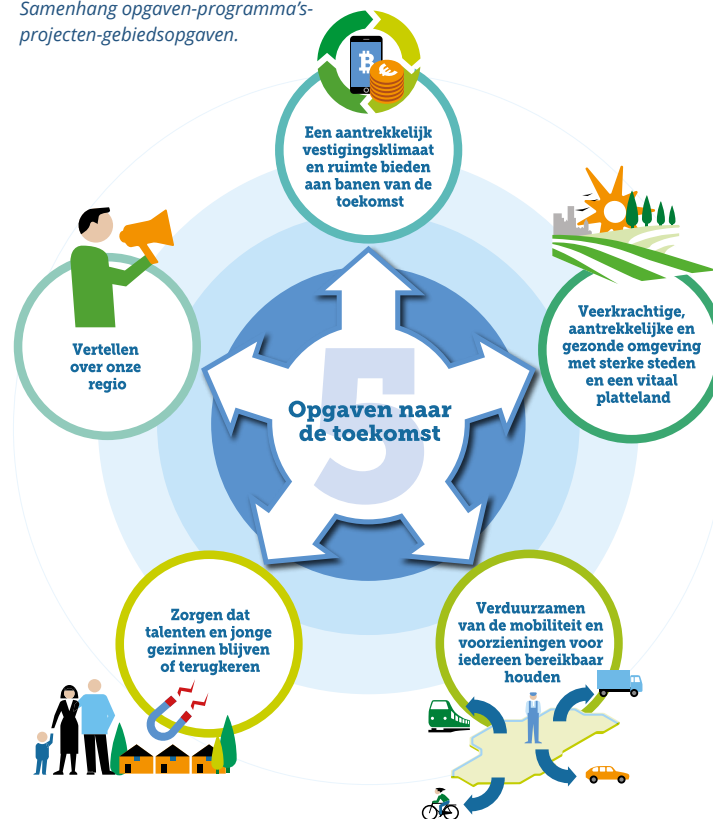 Samenhang opgaven-programma's-
projecten-gebiedsopgaven.
Een aantrekkelijk
vestigingsklimaat
en ruimte bieden
aan banen van de
toekomst
Veerkrachtige,
aantrekkelijke en
gezonde omgeving
met sterke steden
en een vitaal
platteland
Vertellen
over onze
regio
5
Opgaven naar
de toekomst
Zorgen dat
talenten en jonge
gezinnen blijven
of terugkeren
Verduurzamen
van de mobiliteit en
voorzieningen voor
iedereen bereikbaar
houden